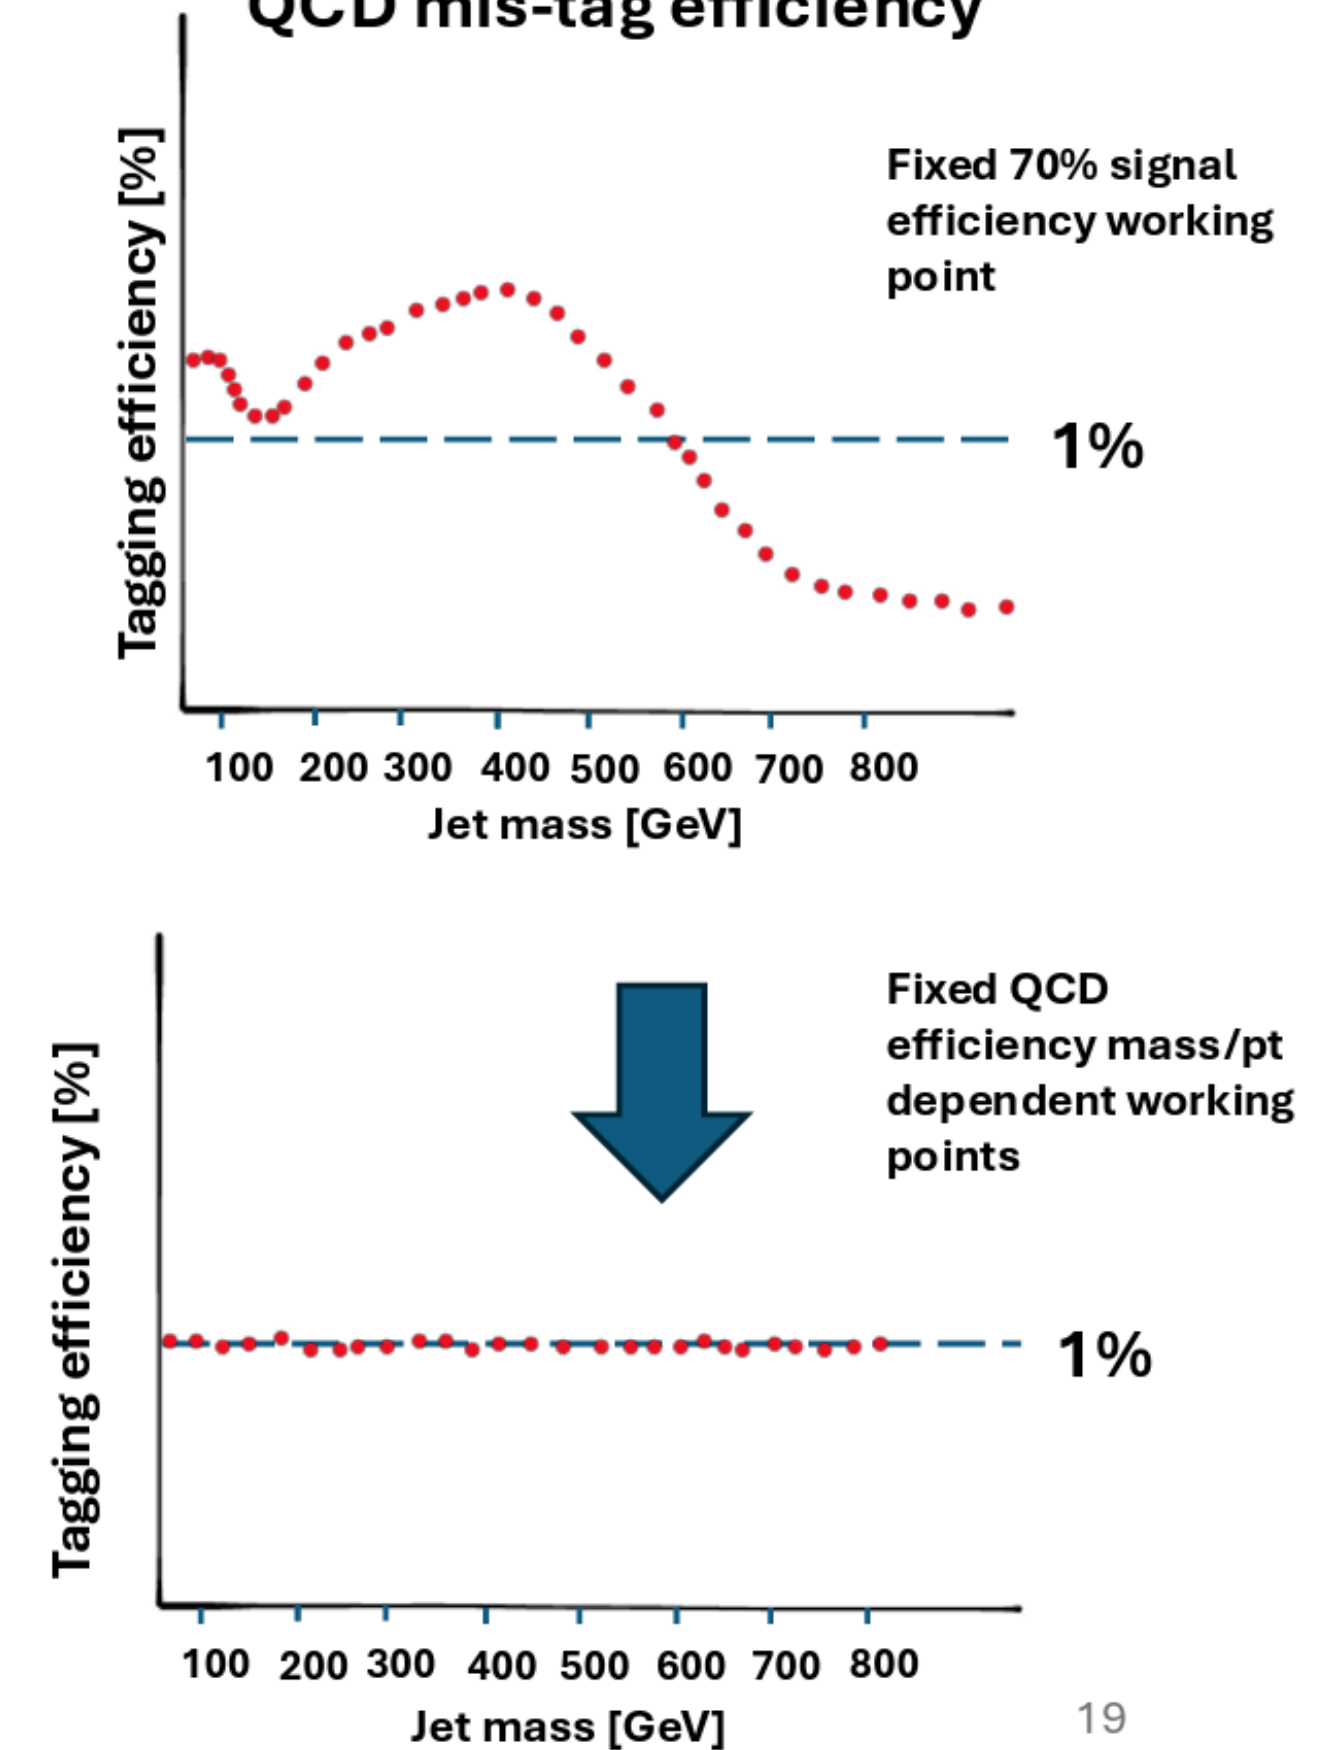 QCD mis-tag efficiency
Tagging efficiency [%]
Fixed 70% signal
efficiency working
point
1%
100 200 300 400 500 600 700 800
Jet mass [GeV]
Tagging efficiency [%]
Fixed QCD
efficiency mass/pt
dependent working
points
1%
100 200 300 400 500 600 700 800
Jet mass [GeV]
19